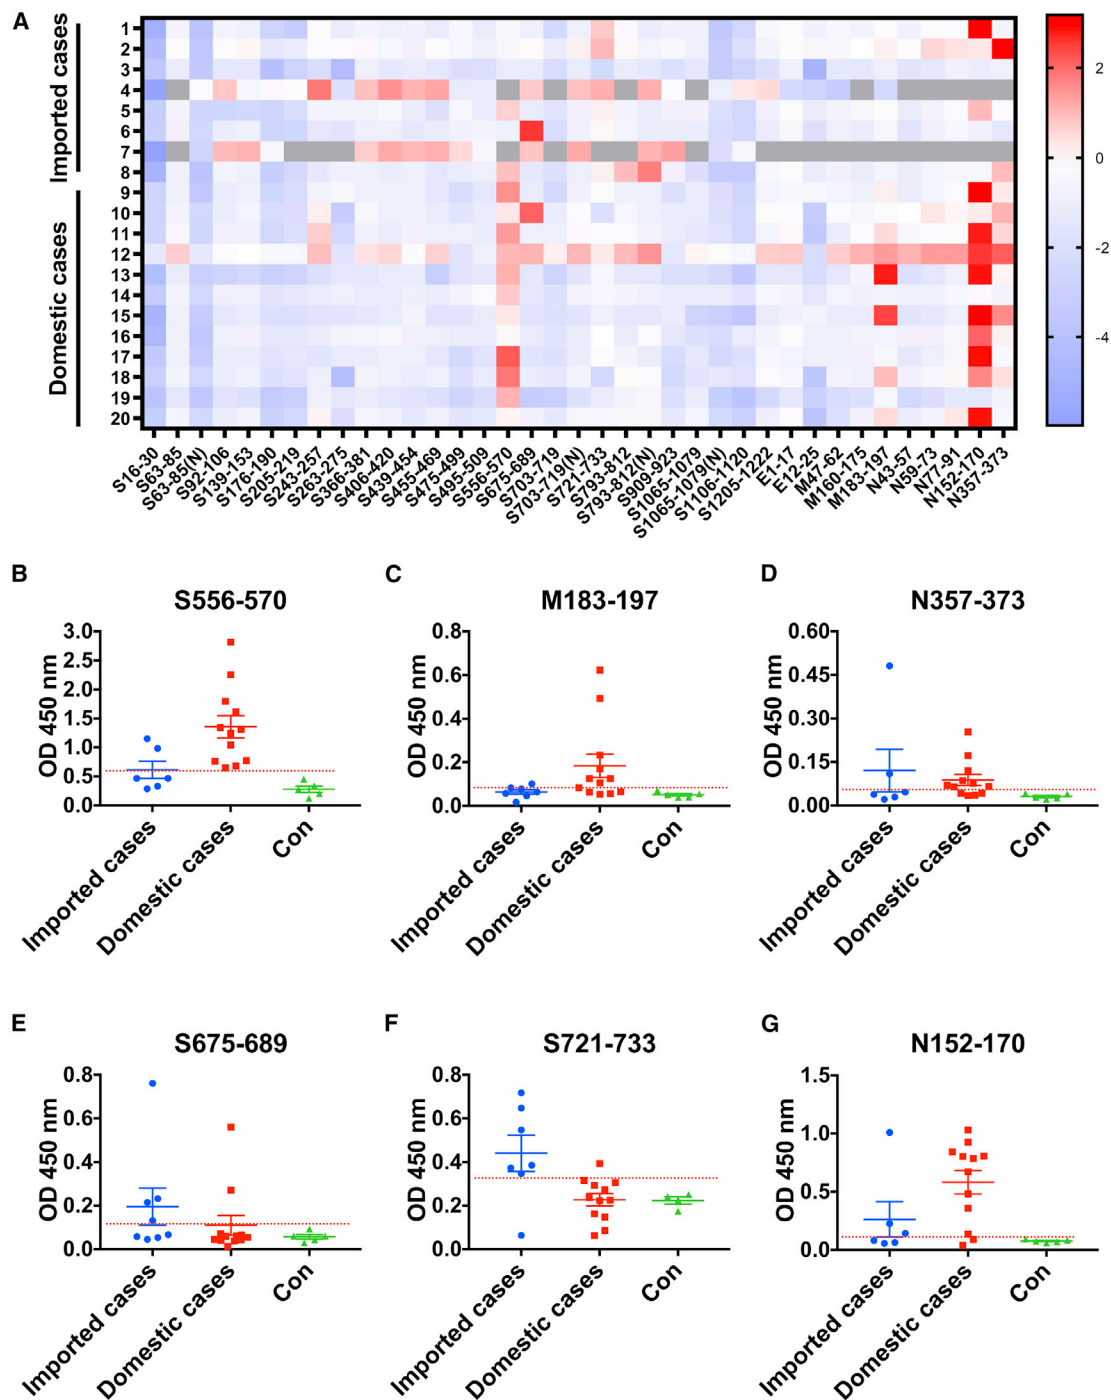 A
Imported cases
Domestic cases
1
2
3
4
5
6
7
8
9
10
11
12
13
14
15
16
17
18
19
20
2
0
-2
-4
S16-30
S63-85
S63-85(N)
S92-106
S139-153
S176-190
S205-219
S243-257
S263-275
S366-381
S406-420
S439-454
S455-469
S475-499
S495-509
S556-570
S675-689
S703-719
S703-719(N)
S721-733
S793-812
S793-812(N)
S909-923
S1065-1079
S1065-1079(N)
S1106-1120
S1205-1222
E1-17
E12-25
M47-62
M160-175
M183-197
N43-57
N59-73
N77-91
N152-170
N357-373
B
S556-570
OD 450 nm
3.0
2.5
2.0
1.5
1.0
0.5
0.0
Imported cases
Domestic cases
Con
C
M183-197
OD 450 nm
0.8
0.6
0.4
0.2
0.0
Imported cases
Domestic cases
Con
D
N357-373
OD 450 nm
0.60
0.45
0.30
0.15
0.00
Imported cases
Domestic cases
Con
E
S675-689
OD 450 nm
0.8
0.6
0.4
0.2
0.0
Imported cases
Domestic cases
Con
F
S721-733
OD 450 nm
0.8
0.6
0.4
0.2
0.0
Imported cases
Domestic cases
Con
G
N152-170
OD 450 nm
1.5
1.0
0.5
0.0
Imported cases
Domestic cases
Con